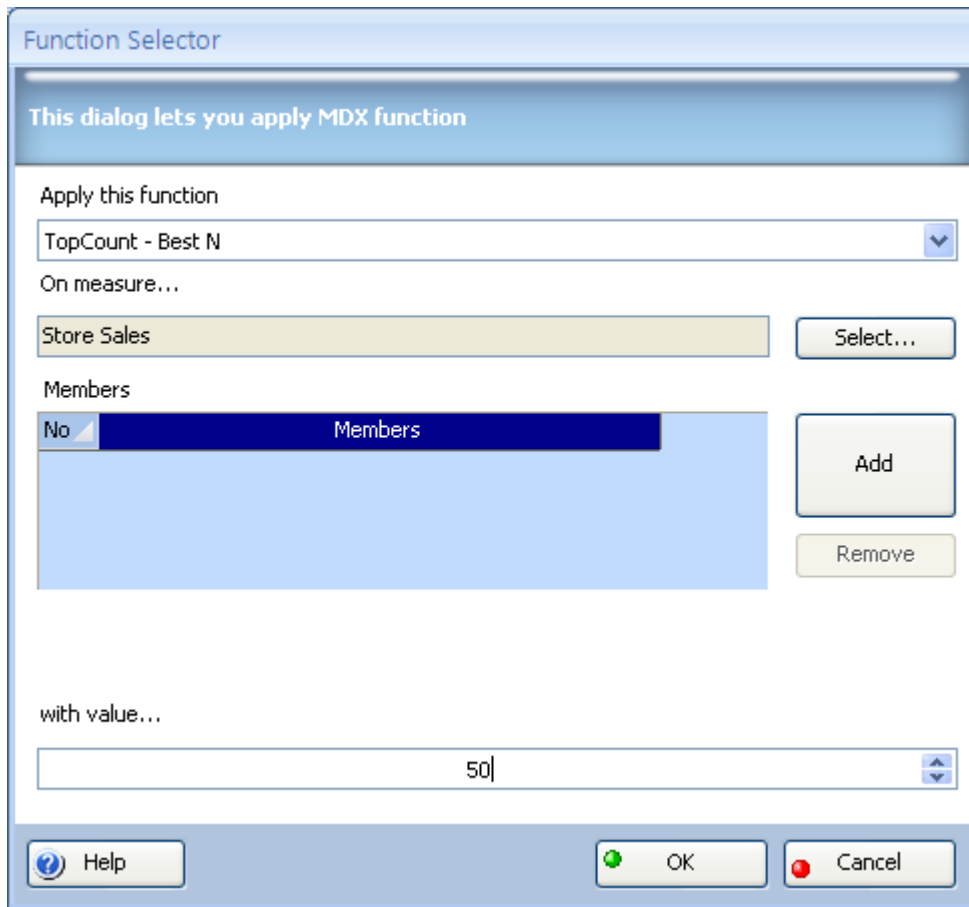 Function Selector
This dialog lets you apply MDX function
Apply this function
TopCount - Best N
On measure...
Store Sales
Select...
Members
No Members
Add
Remove
with value...
50
Help OK Cancel